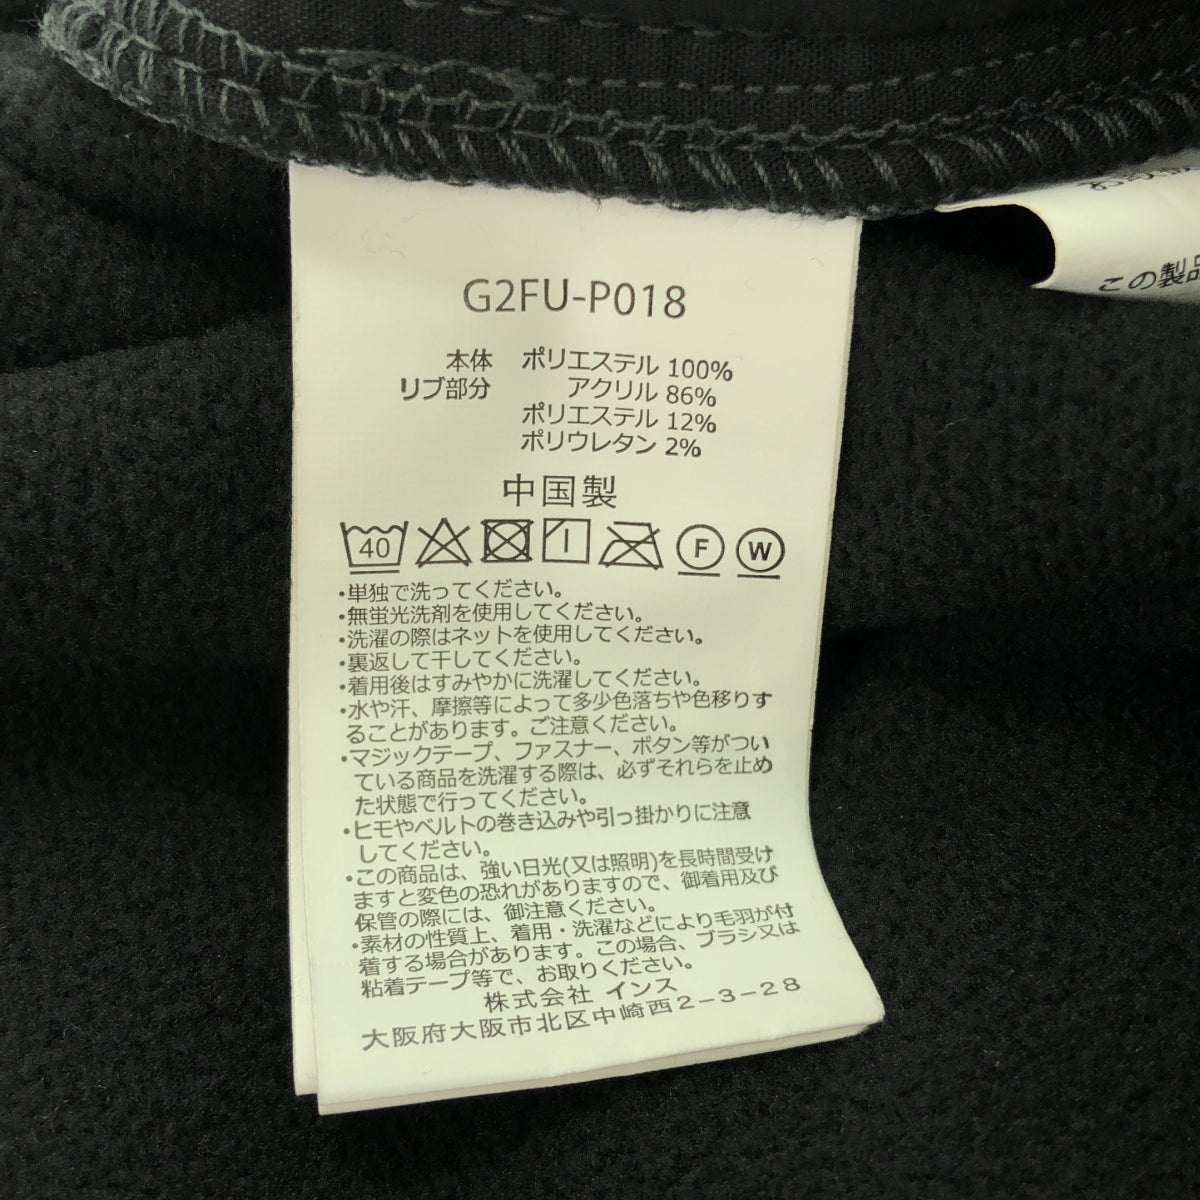 G2FU-P018
本体 ポリエステル 100%
リブ部分 アクリル 86%
ポリエステル 12%
ポリウレタン 2%
中国製
40 F W
・単独で洗ってください。
・無蛍光洗剤を使用してください。
・洗濯の際はネットを使用してください。
・裏返して干してください。
・着用後はすみやかに洗濯してください。
・水や汗、摩擦等によって多少色落ちや色移りす
ることがあります。ご注意ください。
・マジックテープ、ファスナー、ボタン等がつい
ている商品を洗濯する際は、必ずそれらを止め
た状態で行ってください。
・ヒモやベルトの巻き込みや引っ掛かりに注意
してください。
・この商品は、強い日光(又は照明)を長時間受け
ますと変色の恐れがありますので、御着用及び
保管の際には、御注意ください。
・素材の性質上、着用・洗濯などにより毛羽が付
着する場合があります。この場合、ブラシ又は
粘着テープ等で、お取りください。
株式会社 インス
大阪府大阪市北区中崎西2-3-28
この製品